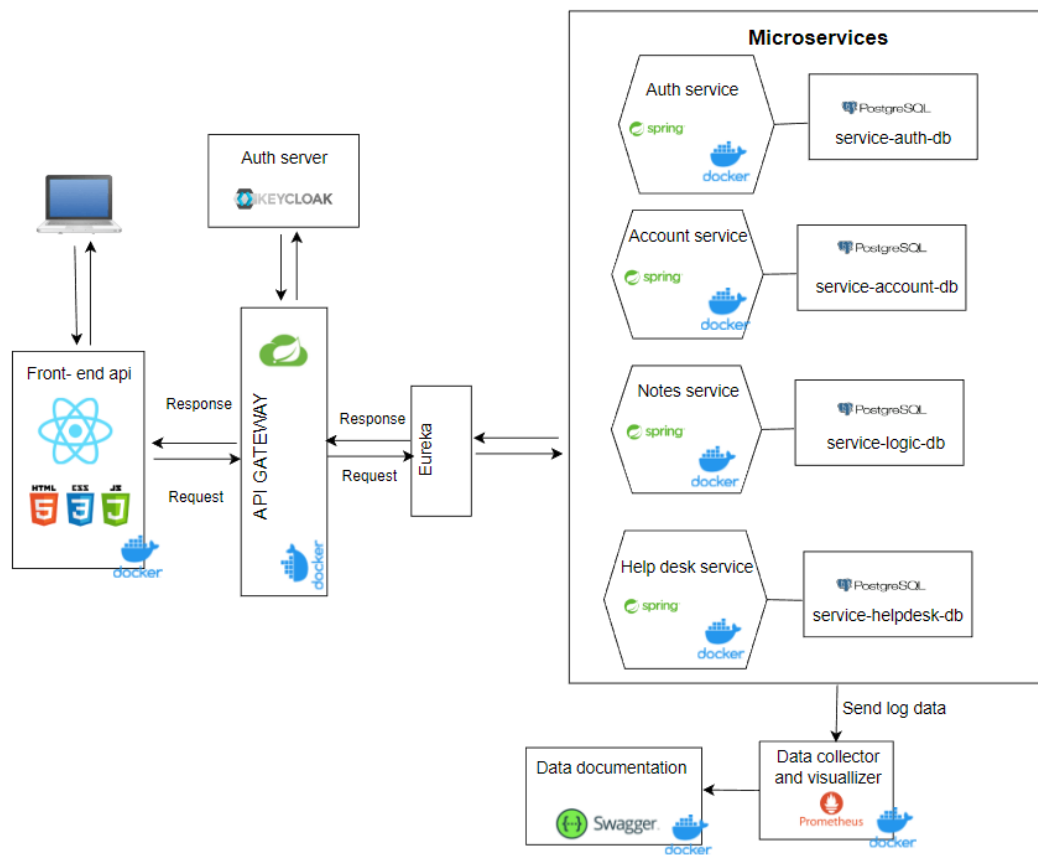 Microservices
Auth service
spring
docker
PostgreSQL
service-auth-db
Auth server
KEYCLOAK
Account service
spring
docker
PostgreSQL
service-account-db
Front- end api
HTML
CSS
JS
5
3
docker
Response
Request
API GATEWAY
docker
Response
Request
Eureka
Notes service
spring
docker
PostgreSQL
service-logic-db
Help desk service
spring
docker
PostgreSQL
service-helpdesk-db
Send log data
Data documentation
Swagger.
docker
Data collector
and visuallizer
Prometheus
docker